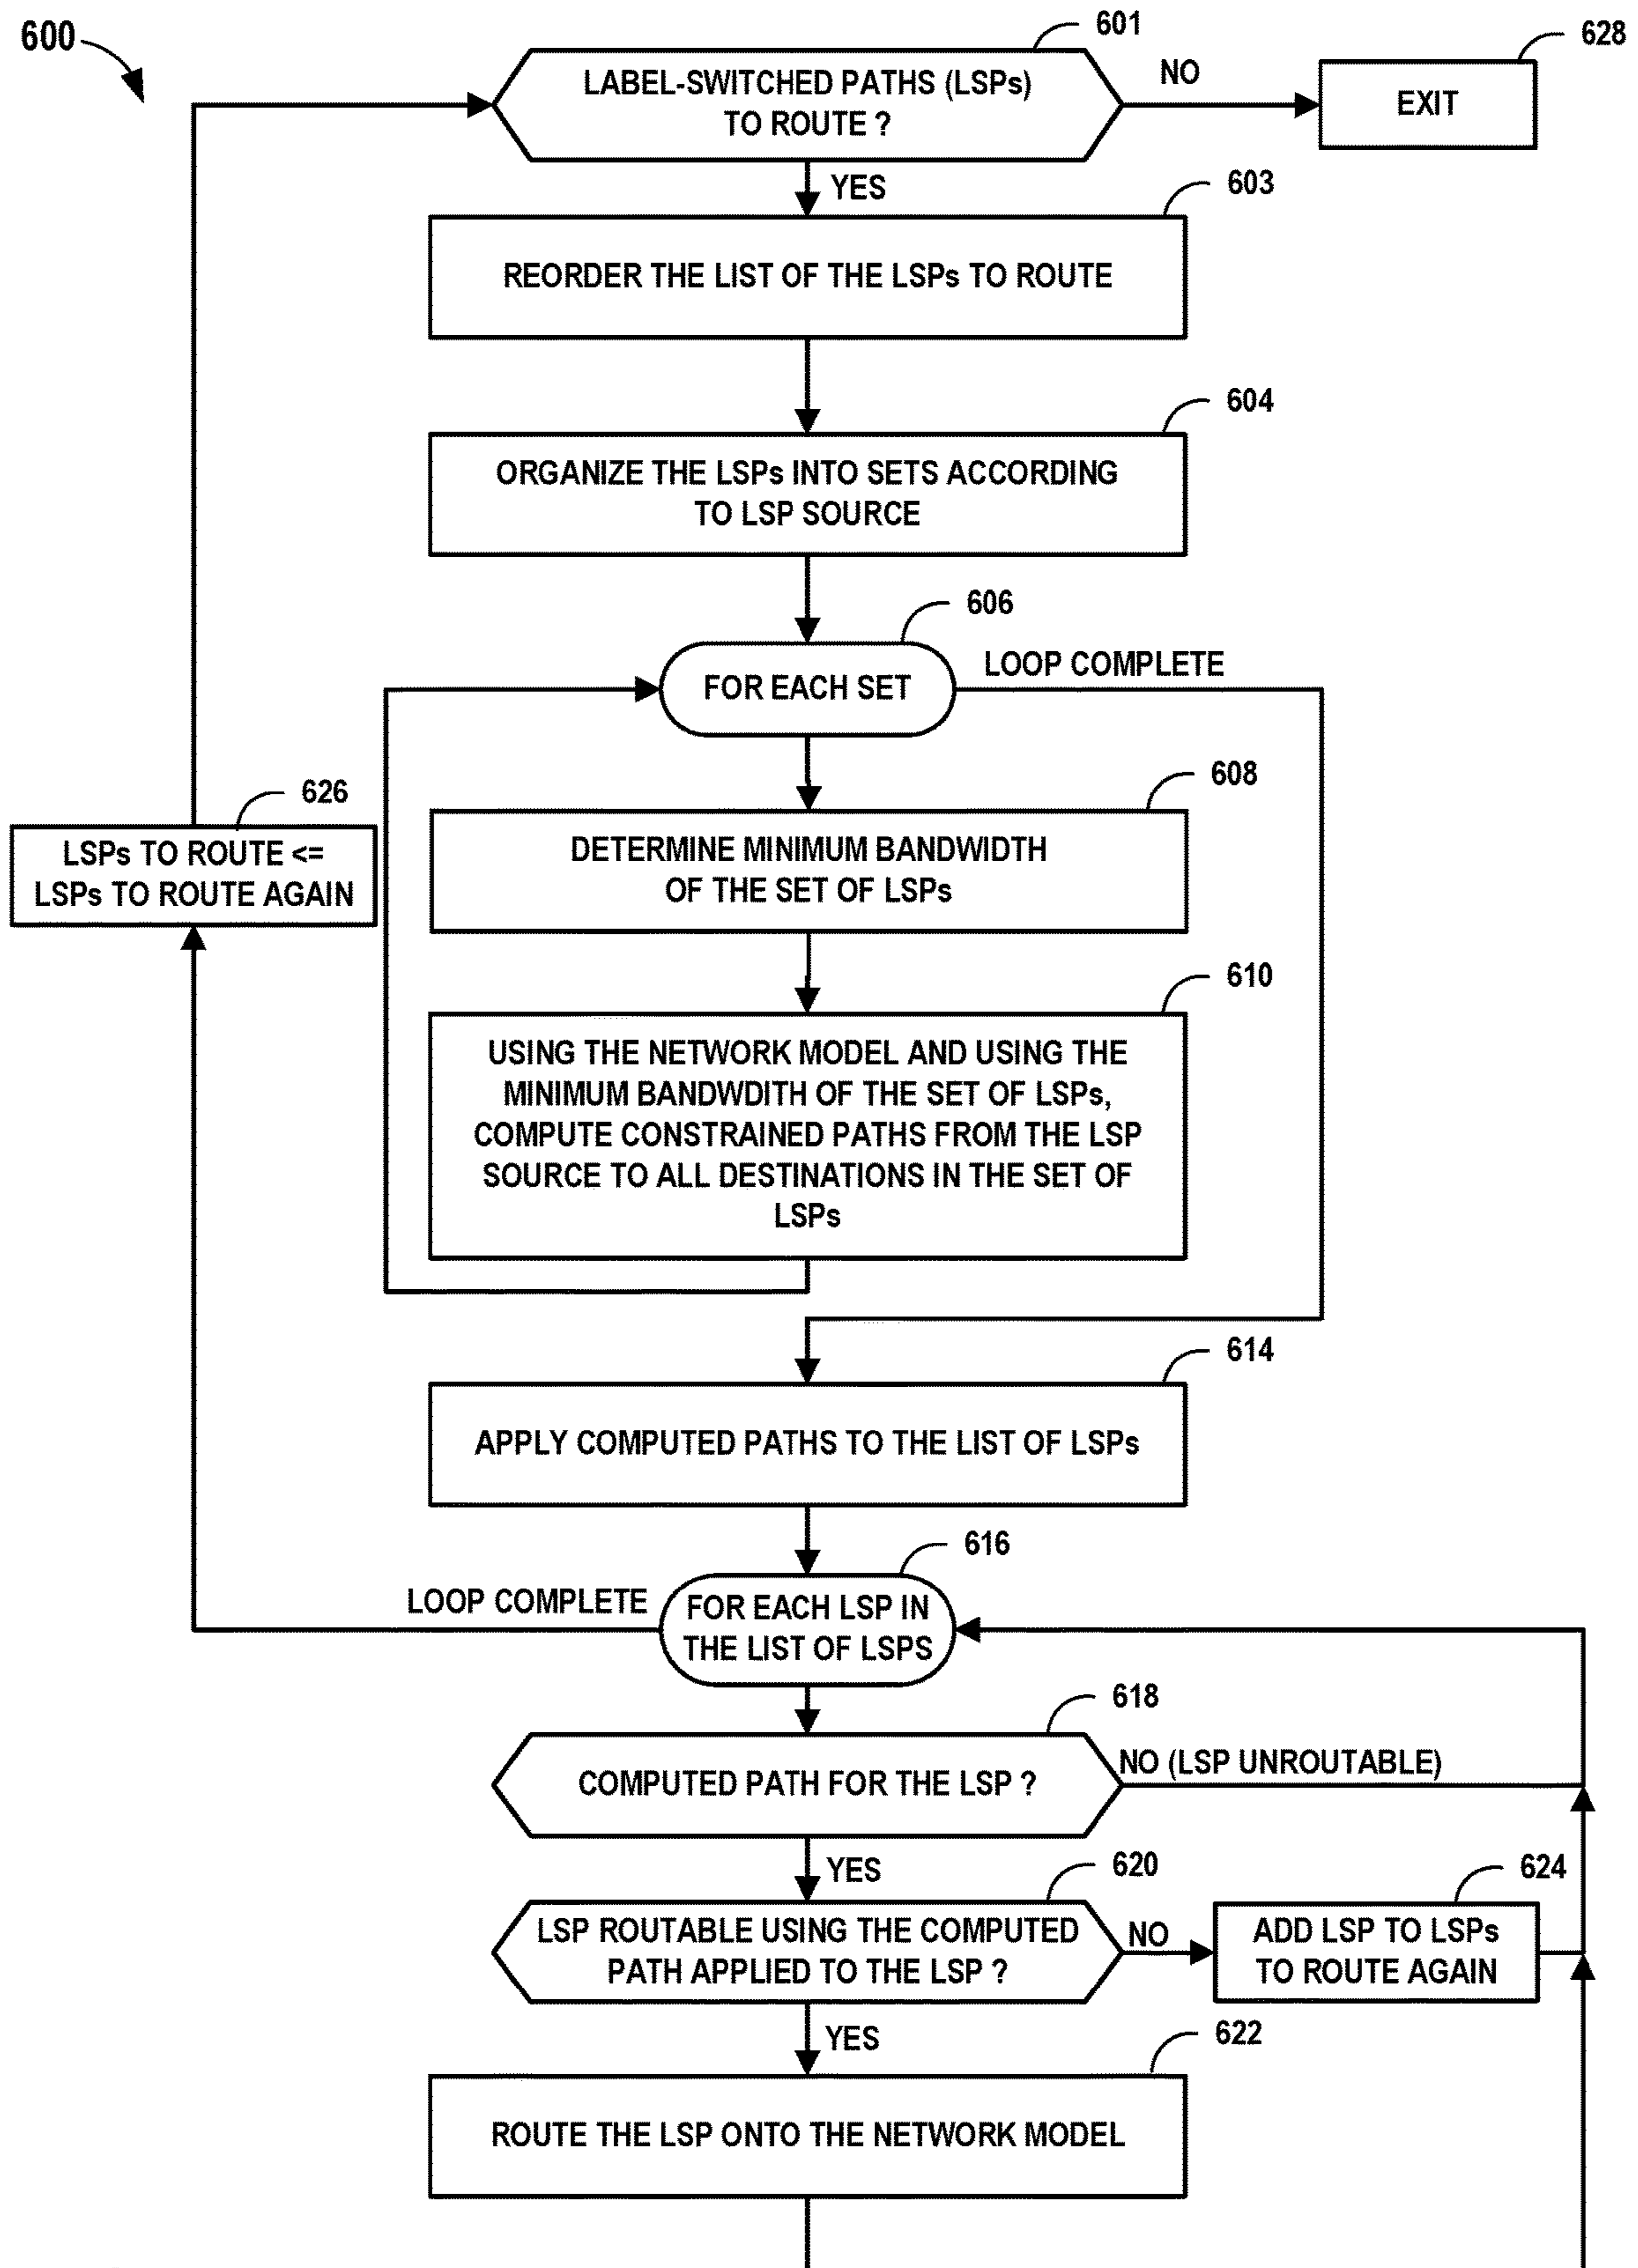 600
601
LABEL-SWITCHED PATHS (LSPs)
TO ROUTE ?
NO
628
EXIT
YES
603
REORDER THE LIST OF THE LSPs TO ROUTE
604
ORGANIZE THE LSPs INTO SETS ACCORDING
TO LSP SOURCE
606
FOR EACH SET
LOOP COMPLETE
608
DETERMINE MINIMUM BANDWIDTH
OF THE SET OF LSPs
626
LSPs TO ROUTE <=
LSPs TO ROUTE AGAIN
610
USING THE NETWORK MODEL AND USING THE
MINIMUM BANDWDITH OF THE SET OF LSPs,
COMPUTE CONSTRAINED PATHS FROM THE LSP
SOURCE TO ALL DESTINATIONS IN THE SET OF
LSPs
614
APPLY COMPUTED PATHS TO THE LIST OF LSPs
616
LOOP COMPLETE
FOR EACH LSP IN
THE LIST OF LSPS
618
COMPUTED PATH FOR THE LSP ?
NO (LSP UNROUTABLE)
YES
620
LSP ROUTABLE USING THE COMPUTED
PATH APPLIED TO THE LSP ?
NO
624
ADD LSP TO LSPs
TO ROUTE AGAIN
YES
622
ROUTE THE LSP ONTO THE NETWORK MODEL